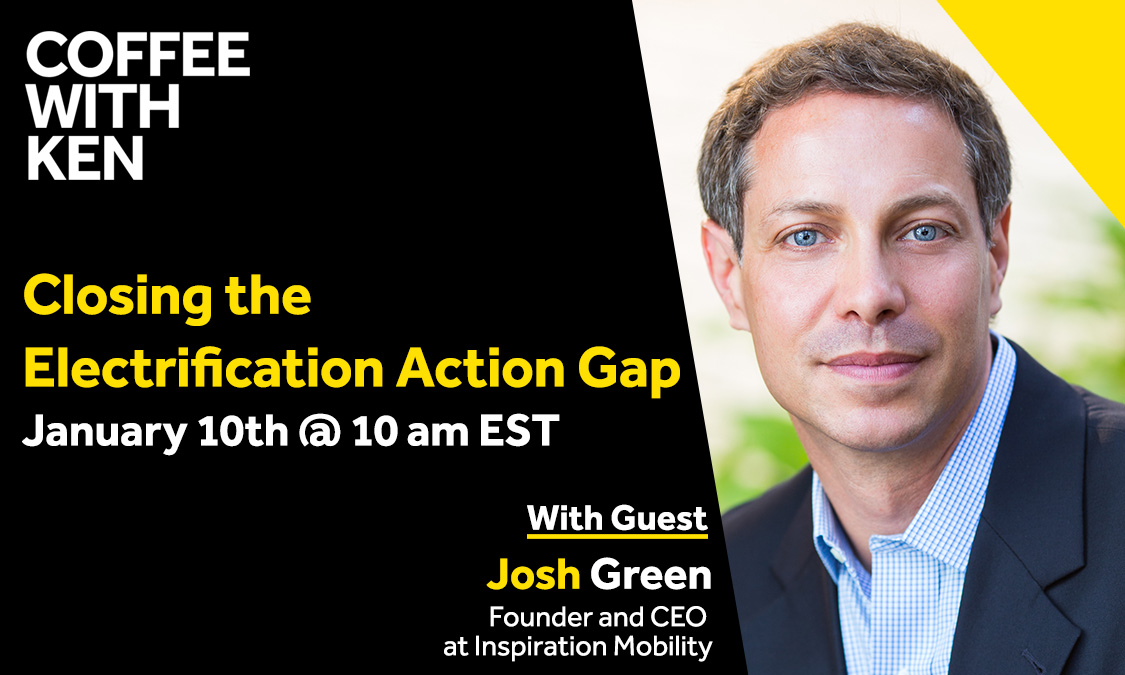 COFFEE
WITH
KEN
Closing the
Electrification Action Gap
January 10th @ 10 am EST
With Guest
Josh Green
Founder and CEO
at Inspiration Mobility